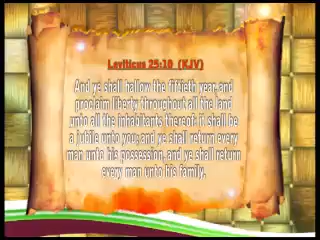 Leviticus 25:10 (KJV)
And ye shall hallow the fiftieth year, and
proclaim liberty throughout all the land
unto all the inhabitants thereof: it shall be
a jubile unto you; and ye shall return every
man unto his possession, and ye shall return
every man unto his family.